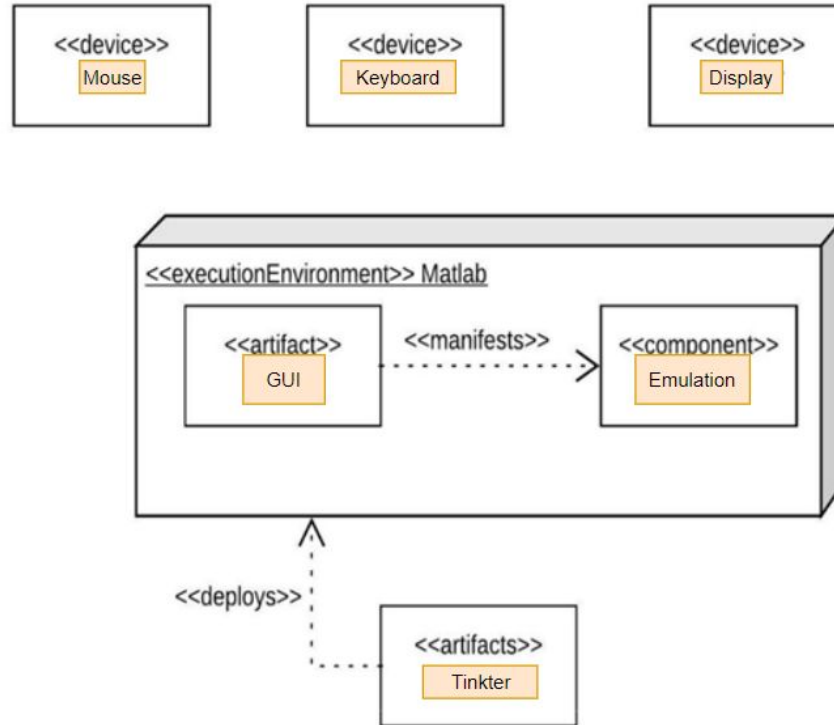 <<device>>
Mouse
<<device>>
Keyboard
<<device>>
Display
<<executionEnvironment>> Matlab
<<artifact>>
GUI
<<manifests>>
<<component>>
Emulation
<<deploys>>
<<artifacts>>
Tinkter